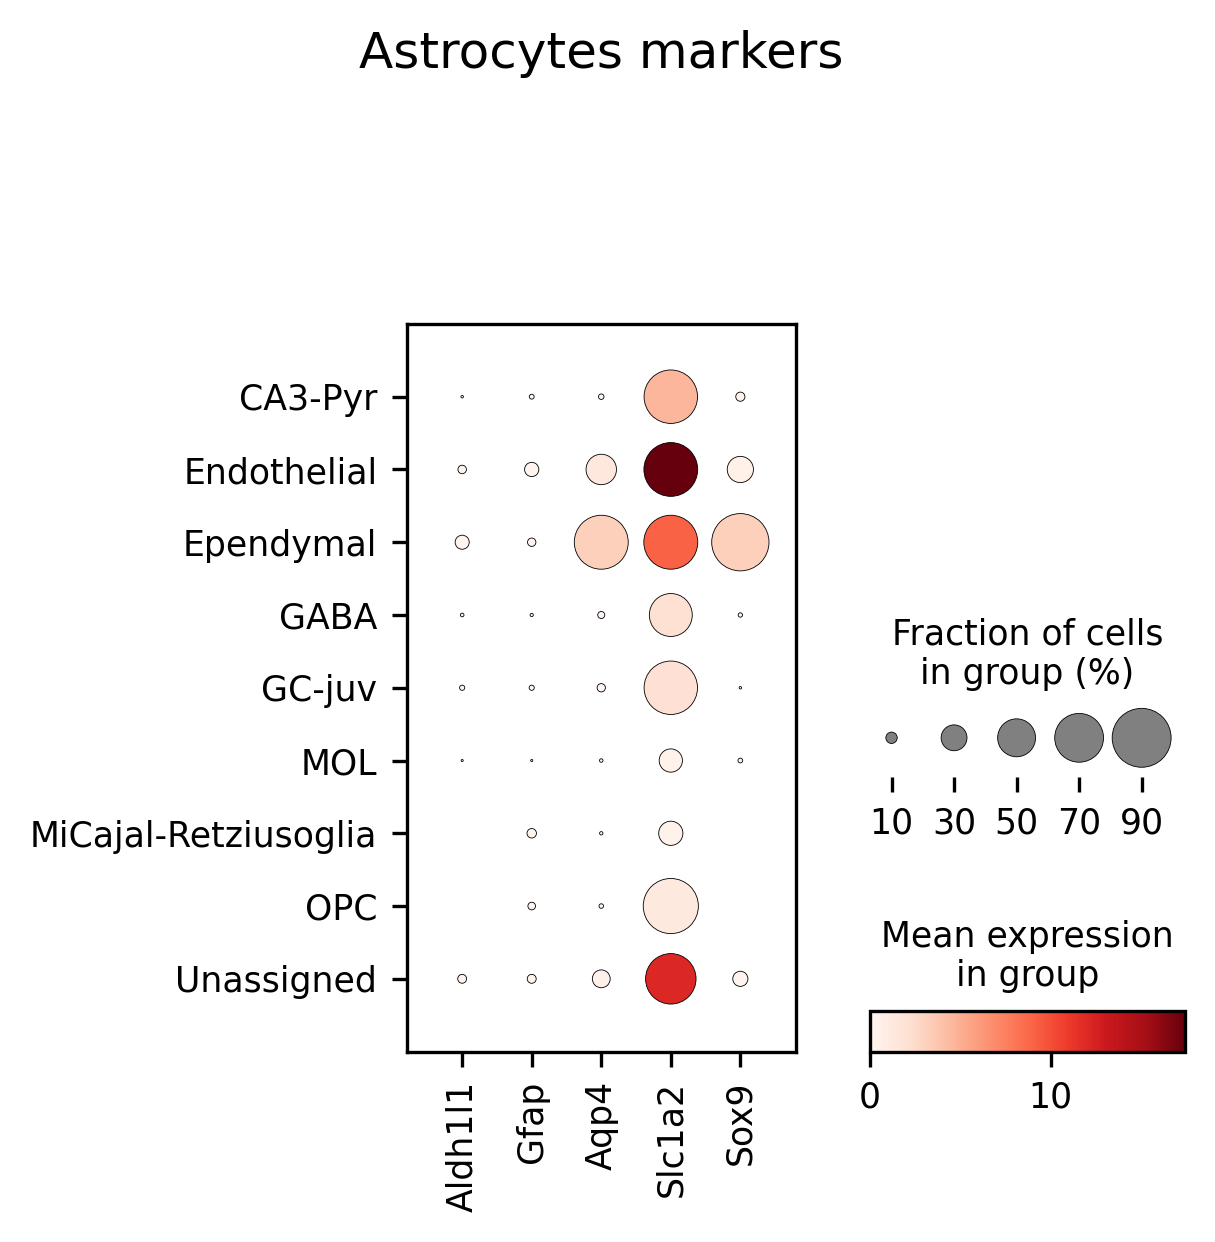 Astrocytes markers
CA3-Pyr
Endothelial
Ependymal
GABA
GC-juv
MOL
MiCajal-Retziusoglia
OPC
Unassigned
Aldh1l1
Gfap
Aqp4
Slc1a2
Sox9
Fraction of cells
in group (%)
10 30 50 70 90
Mean expression
in group
0 10